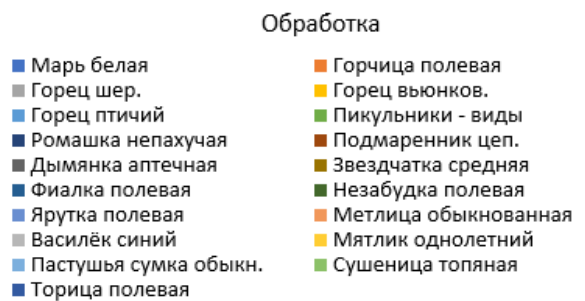 Обработка
Марь белая
Горчица полевая
Горец шер.
Горец вьюнков.
Горец птичий
Пикульники - виды
Ромашка непахучая
Подмаренник цеп.
Дымянка аптечная
Звездчатка средняя
Фиалка полевая
Незабудка полевая
Ярутка полевая
Метлица обыкнованная
Василёк синий
Мятлик однолетний
Пастушья сумка обыкн.
Сушеница топяная
Торица полевая